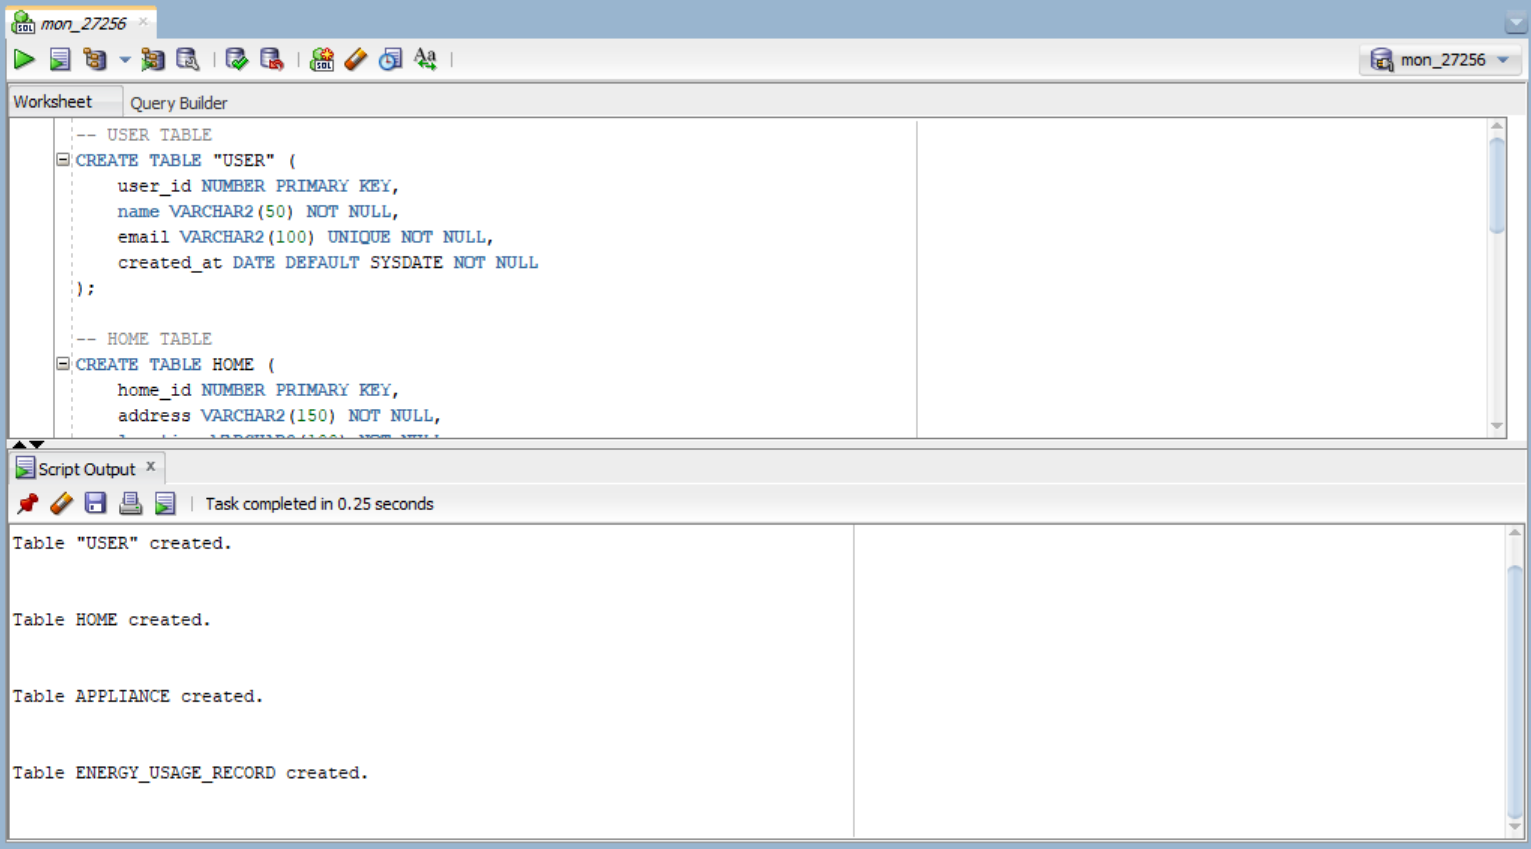 mon_27256
mon_27256
Worksheet Query Builder
-- USER TABLE
CREATE TABLE "USER" (
user_id NUMBER PRIMARY KEY,
name VARCHAR2(50) NOT NULL,
email VARCHAR2(100) UNIQUE NOT NULL,
created_at DATE DEFAULT SYSDATE NOT NULL
);
-- HOME TABLE
CREATE TABLE HOME (
home_id NUMBER PRIMARY KEY,
address VARCHAR2(150) NOT NULL,
Script Output
Task completed in 0.25 seconds
Table "USER" created.
Table HOME created.
Table APPLIANCE created.
Table ENERGY_USAGE_RECORD created.